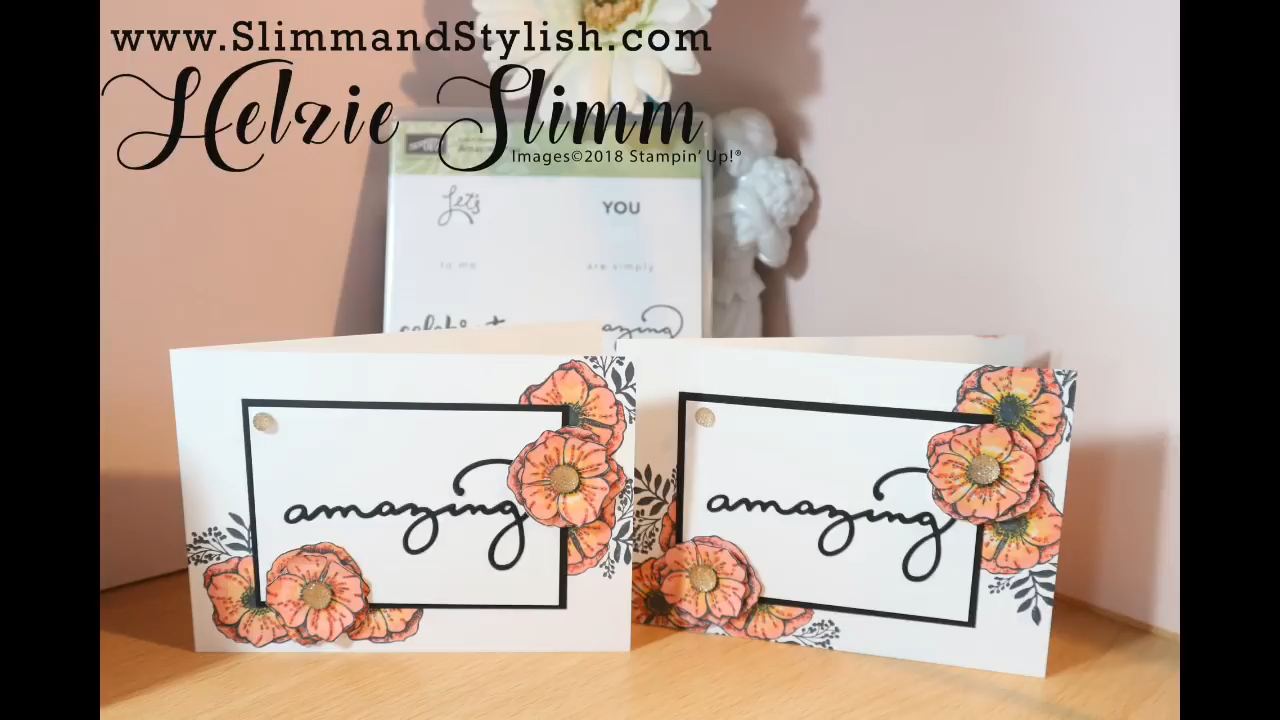 www.SlimmandStylish.com
Helzie Slimm
Images©2018 Stampin' Up!®
Let's
YOU
to me
are simply
amazing
amazing